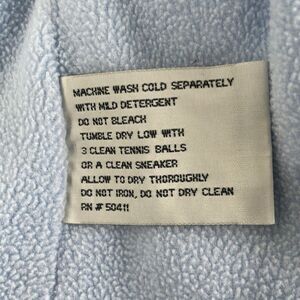 MACHINE WASH COLD SEPARATELY
WITH MILD DETERGENT
DO NOT BLEACH
TUMBLE DRY LOW WITH
3 CLEAN TENNIS BALLS
OR A CLEAN SNEAKER
ALLOW TO DRY THOROUGHLY
DO NOT IRON, DO NOT DRY CLEAN
RN # 50411